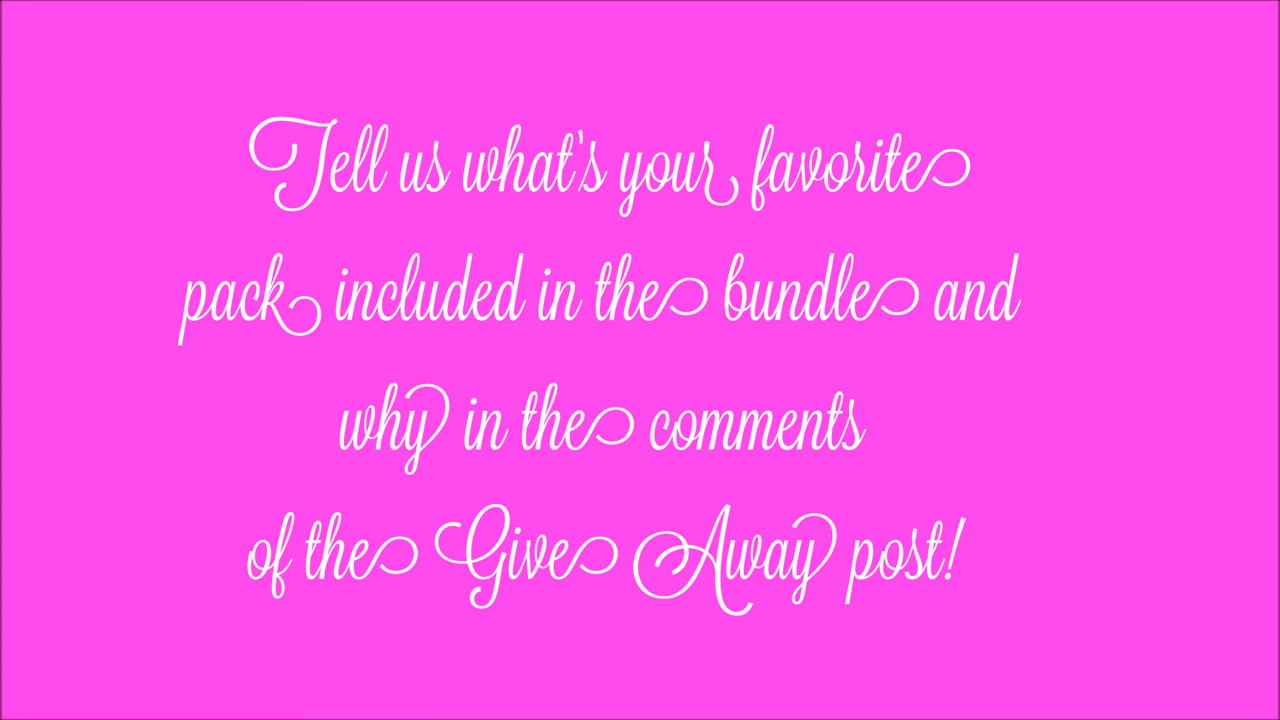 Tell us what's your favorite
pack included in the bundle and
why in the comments
of the Give Away post!